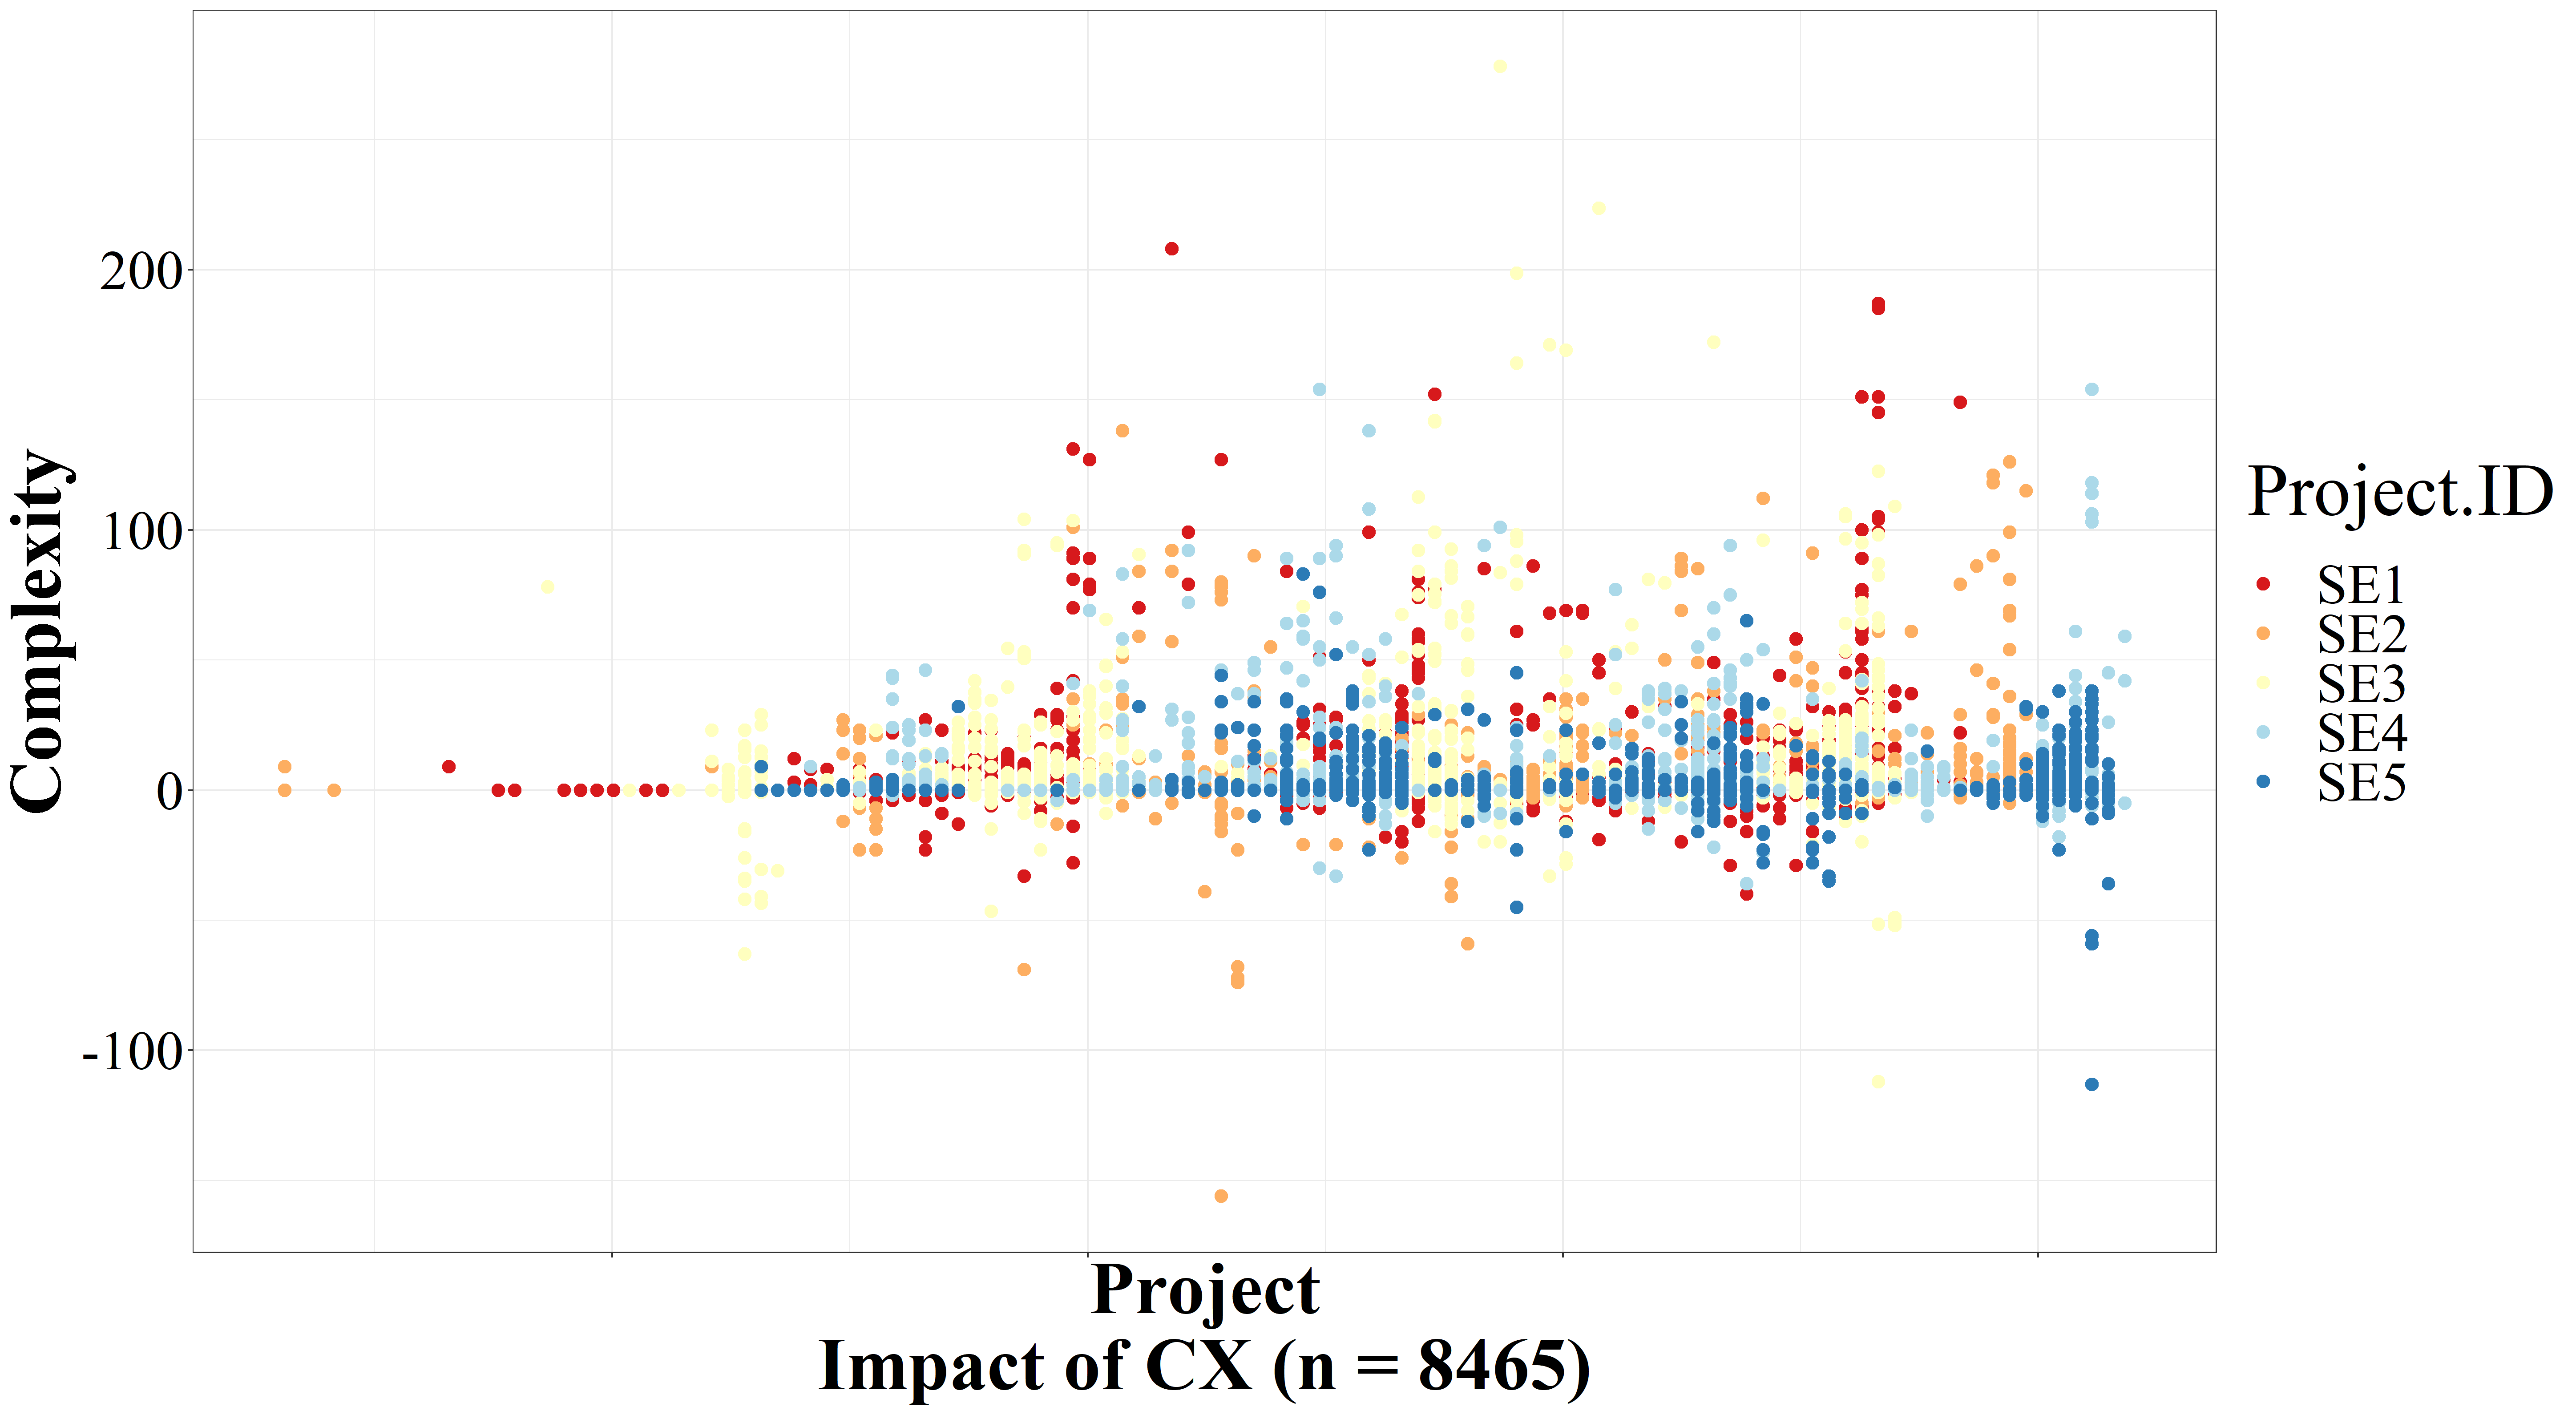 Complexity
200
100
0
-100
Project
Impact of CX (n = 8465)
Project.ID
SE1
SE2
SE3
SE4
SE5